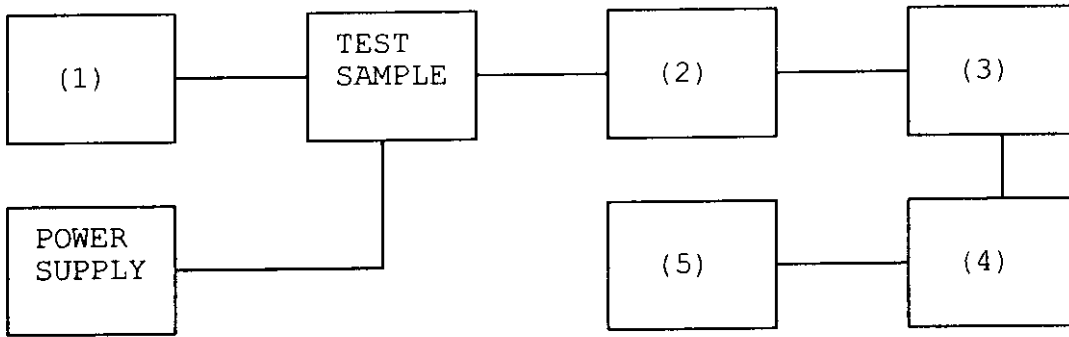 (1)
TEST
SAMPLE
(2)
(3)
POWER
SUPPLY
(5)
(4)